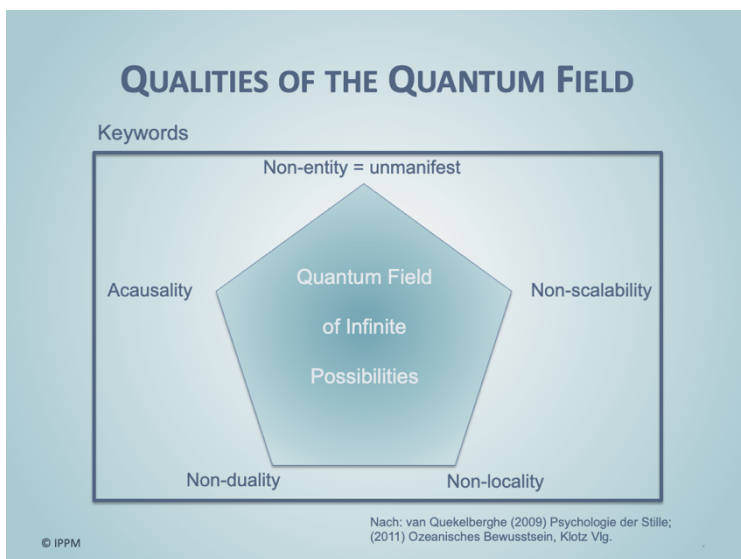 QUALITIES OF THE QUANTUM FIELD
Keywords
Non-entity = unmanifest
Acausality
Quantum Field
of Infinite
Possibilities
Non-scalability
Non-duality
Non-locality
Nach: van Quekelberghe (2009) Psychologie der Stille;
(2011) Ozeanisches Bewusstsein, Klotz Vlg.
© IPPM